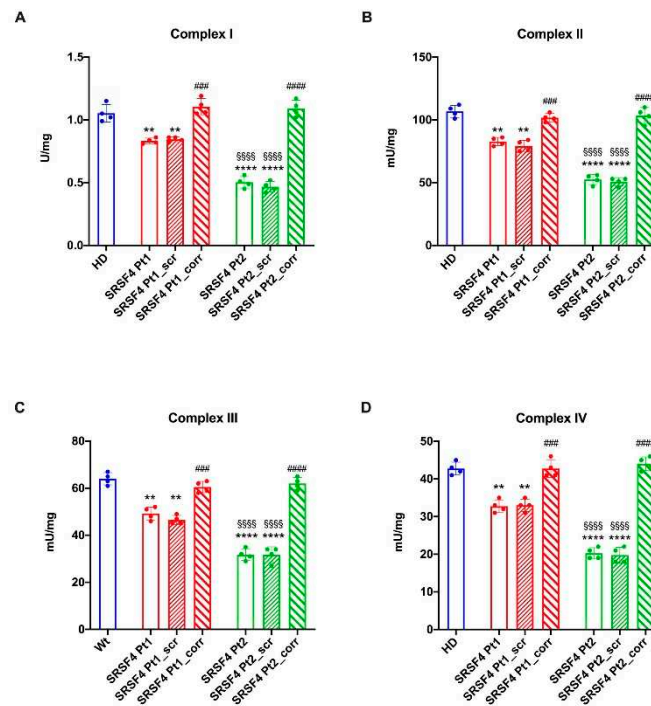 A
Complex I
U/mg
1.5
1.0
0.5
0.0
###
####
** **
§§§§ §§§§
**** ****
HD
SRSF4 Pt1
SRSF4 Pt1_scr
SRSF4 Pt1_corr
SRSF4 Pt2
SRSF4 Pt2_scr
SRSF4 Pt2_corr
B
Complex II
mU/mg
150
100
50
0
###
####
** **
§§§§ §§§§
**** ****
HD
SRSF4 Pt1
SRSF4 Pt1_scr
SRSF4 Pt1_corr
SRSF4 Pt2
SRSF4 Pt2_scr
SRSF4 Pt2_corr
C
Complex III
mU/mg
80
60
40
20
0
###
####
** **
§§§§ §§§§
**** ****
Wt
SRSF4 Pt1
SRSF4 Pt1_scr
SRSF4 Pt1_corr
SRSF4 Pt2
SRSF4 Pt2_scr
SRSF4 Pt2_corr
D
Complex IV
mU/mg
50
40
30
20
10
0
###
####
** **
§§§§ §§§§
**** ****
HD
SRSF4 Pt1
SRSF4 Pt1_scr
SRSF4 Pt1_corr
SRSF4 Pt2
SRSF4 Pt2_scr
SRSF4 Pt2_corr